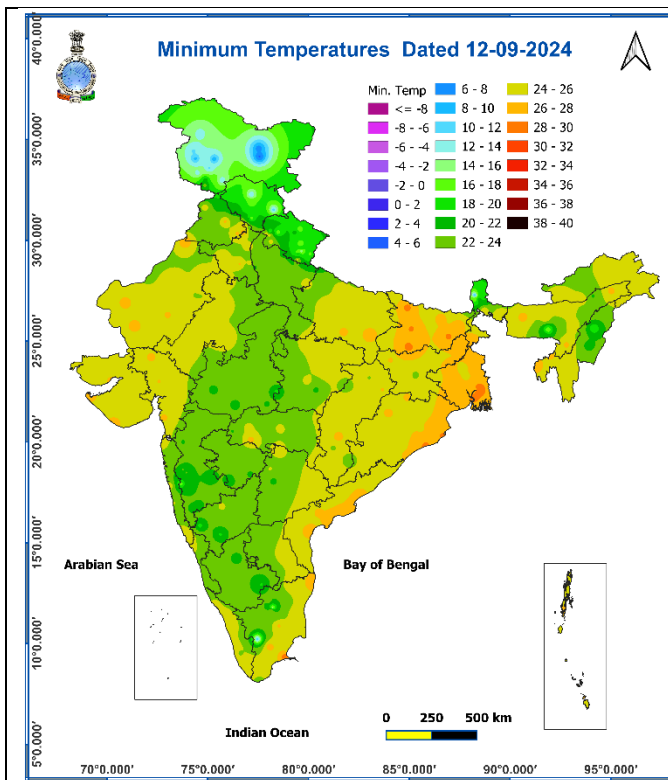 Minimum Temperatures Dated 12-09-2024
Min. Temp
<= -8
-8 - -6
-6 - -4
-4 - -2
-2 - 0
0 - 2
2 - 4
4 - 6
6 - 8
8 - 10
10 - 12
12 - 14
14 - 16
16 - 18
18 - 20
20 - 22
22 - 24
24 - 26
26 - 28
28 - 30
30 - 32
32 - 34
34 - 36
36 - 38
38 - 40
40°0.000'
35°0.000'
30°0.000'
25°0.000'
20°0.000'
15°0.000'
10°0.000'
5°0.000'
Arabian Sea
Bay of Bengal
Indian Ocean
0 250 500 km
70°0.000' 75°0.000' 80°0.000' 85°0.000' 90°0.000' 95°0.000'